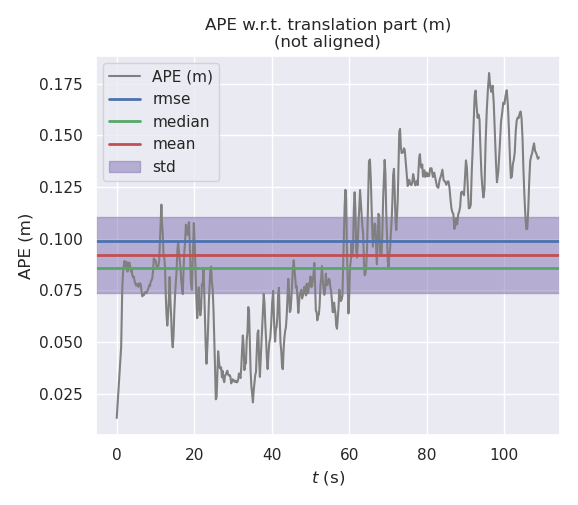 APE w.r.t. translation part (m)
(not aligned)
APE (m)
rmse
median
mean
std
0.175
0.150
0.125
0.100
0.075
0.050
0.025
APE (m)
0 20 40 60 80 100
t (s)